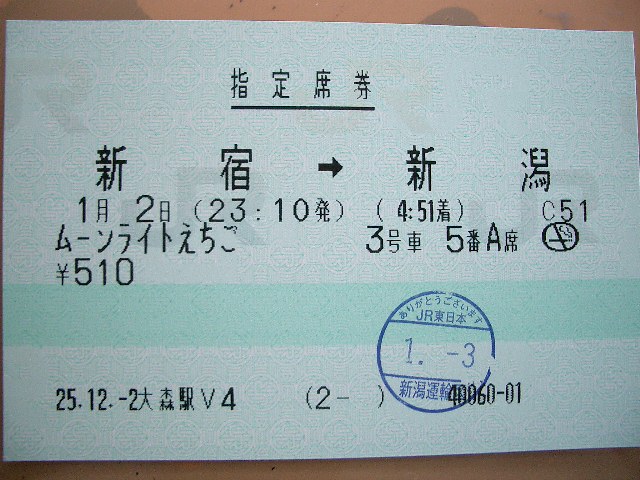 指定席券
新宿 → 新潟
1月 2日 (23:10発) (4:51着) C51
ムーンライトえちご 3号車 5番A席
¥510
ありがとうございます
JR東日本
1.-3
新潟運輸
25.12.-2大森駅V4 (2- ) 40060-01